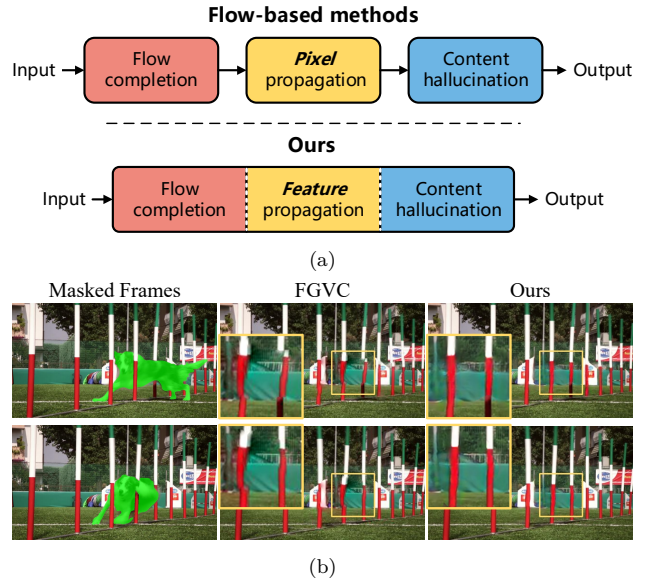 Flow-based methods
Input
Flow
completion
Pixel
propagation
Content
hallucination
Output
Ours
Input
Flow
completion
Feature
propagation
Content
hallucination
Output
(a)
Masked Frames
FGVC
Ours
(b)